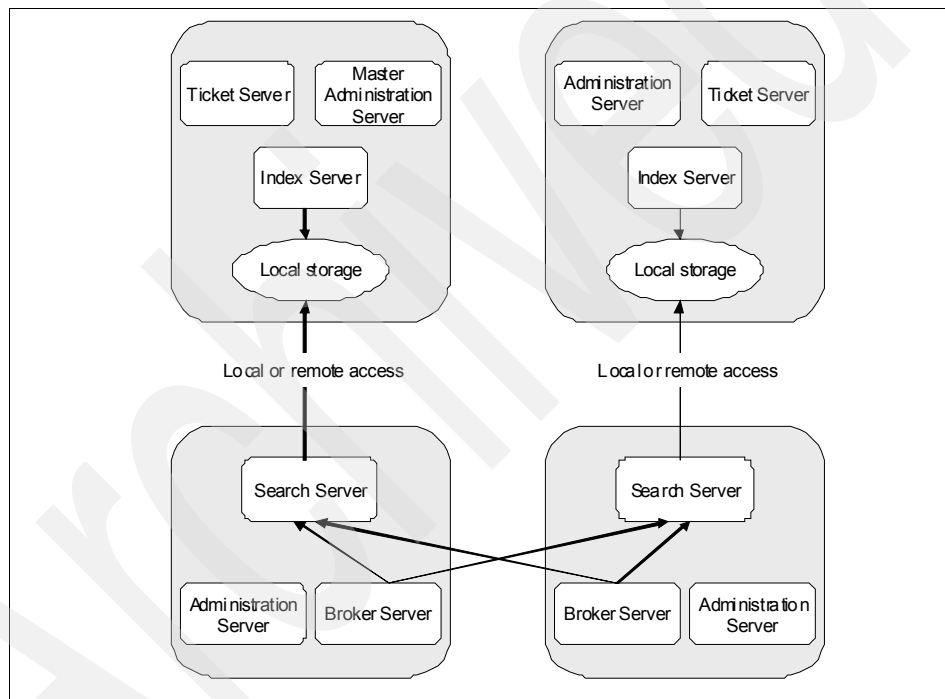 Ticket Server
Master
Administration
Server
Administration
Server
Ticket Server
Index Server
Index Server
Local storage
Local storage
Local or remote access
Local or remote access
Search Server
Search Server
Administration
Server
Broker Server
Broker Server
Administration
Server
Archived